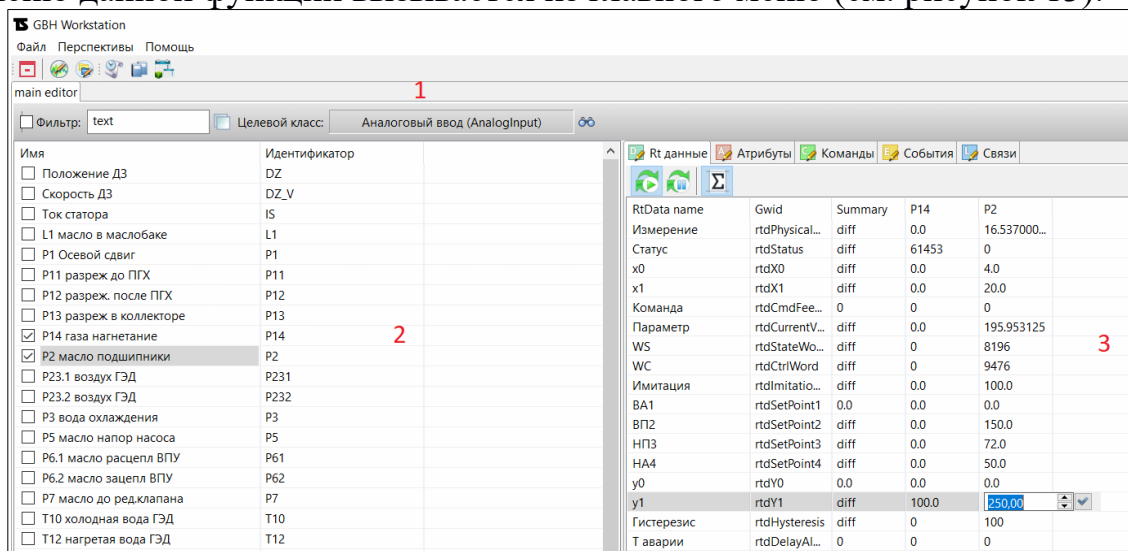 GBH Workstation
Файл Перспективы Помощь
main editor
1
Фильтр: text Целевой класс: Аналоговый ввод (AnalogInput)
Имя Идентификатор
Положение ДЗ DZ
Скорость ДЗ DZ_V
Ток статора IS
L1 масло в маслобаке L1
P1 Осевой сдвиг P1
P11 разреж до ПГХ P11
P12 разреж. после ПГХ P12
P13 разреж в коллекторе P13
P14 газа нагнетание P14
P2 масло подшипники P2
P23.1 воздух ГЭД P231
P23.2 воздух ГЭД P232
P3 вода охлаждения P3
P5 масло напор насоса P5
P6.1 масло расцепл ВПУ P61
P6.2 масло зацепл ВПУ P62
P7 масло до ред.клапана P7
T10 холодная вода ГЭД T10
T12 нагретая вода ГЭД T12
2
Rt данные Атрибуты Команды События Связи
RtData name Gwid Summary P14 P2
Измерение rtdPhysical... diff 0.0 16.537000...
Статус rtdStatus diff 61453 0
x0 rtdX0 diff 0.0 4.0
x1 rtdX1 diff 0.0 20.0
Команда rtdCmdFee... 0 0 0
Параметр rtdCurrentV... diff 0.0 195.953125
WS rtdStateWo... diff 0 8196
WC rtdCtrlWord diff 0 9476
Имитация rtdImitatio... diff 0.0 100.0
ВА1 rtdSetPoint1 0.0 0.0 0.0
ВП2 rtdSetPoint2 diff 0.0 150.0
НП3 rtdSetPoint3 diff 0.0 72.0
НА4 rtdSetPoint4 diff 0.0 50.0
y0 rtdY0 0.0 0.0 0.0
y1 rtdY1 diff 100.0 250,00
Гистерезис rtdHysteresis diff 0 100
Т аварии rtdDelayAl... 0 0 0
3